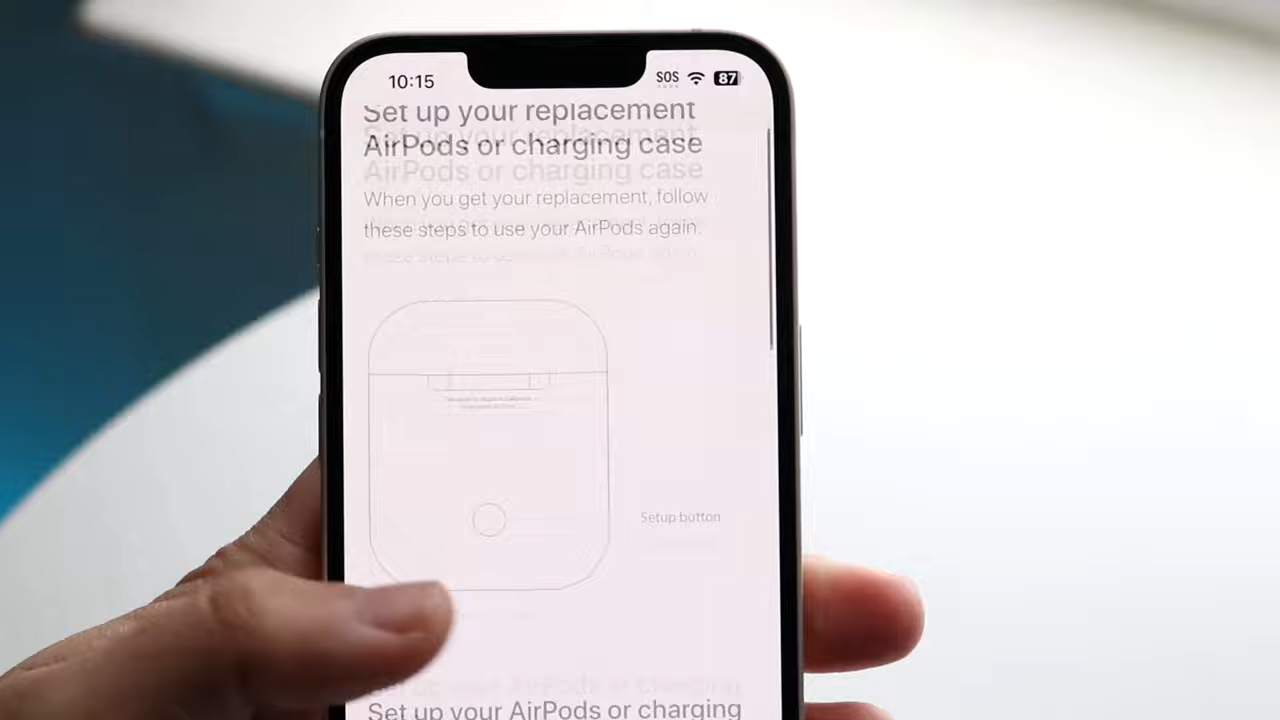 10:15
SOS
87
Set up your replacement
AirPods or charging case
When you get your replacement, follow
these steps to use your AirPods again.
Setup button
Set up your AirPods or charging